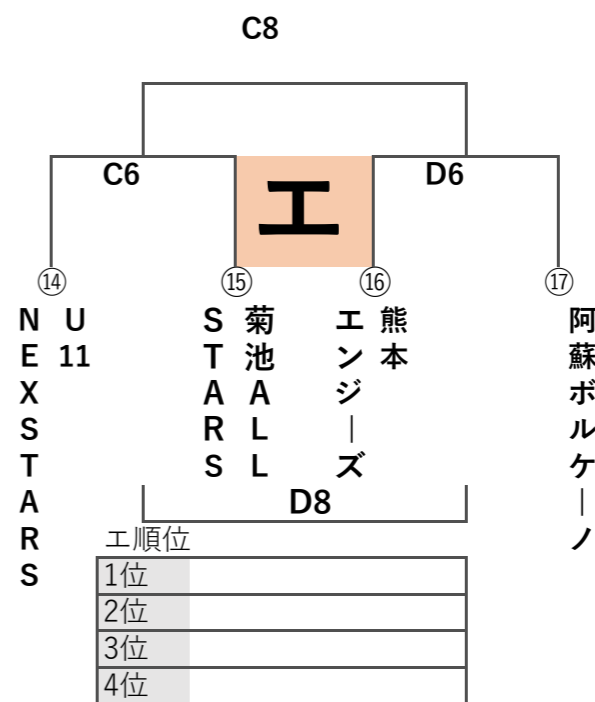 C8
C6
エ
D6
⑭
⑮
⑯
⑰
U11
NEXSTARS
菊池ALL
STARS
熊本
エンジーズ
阿蘇ボルケーノ
D8
エ順位
1位
2位
3位
4位